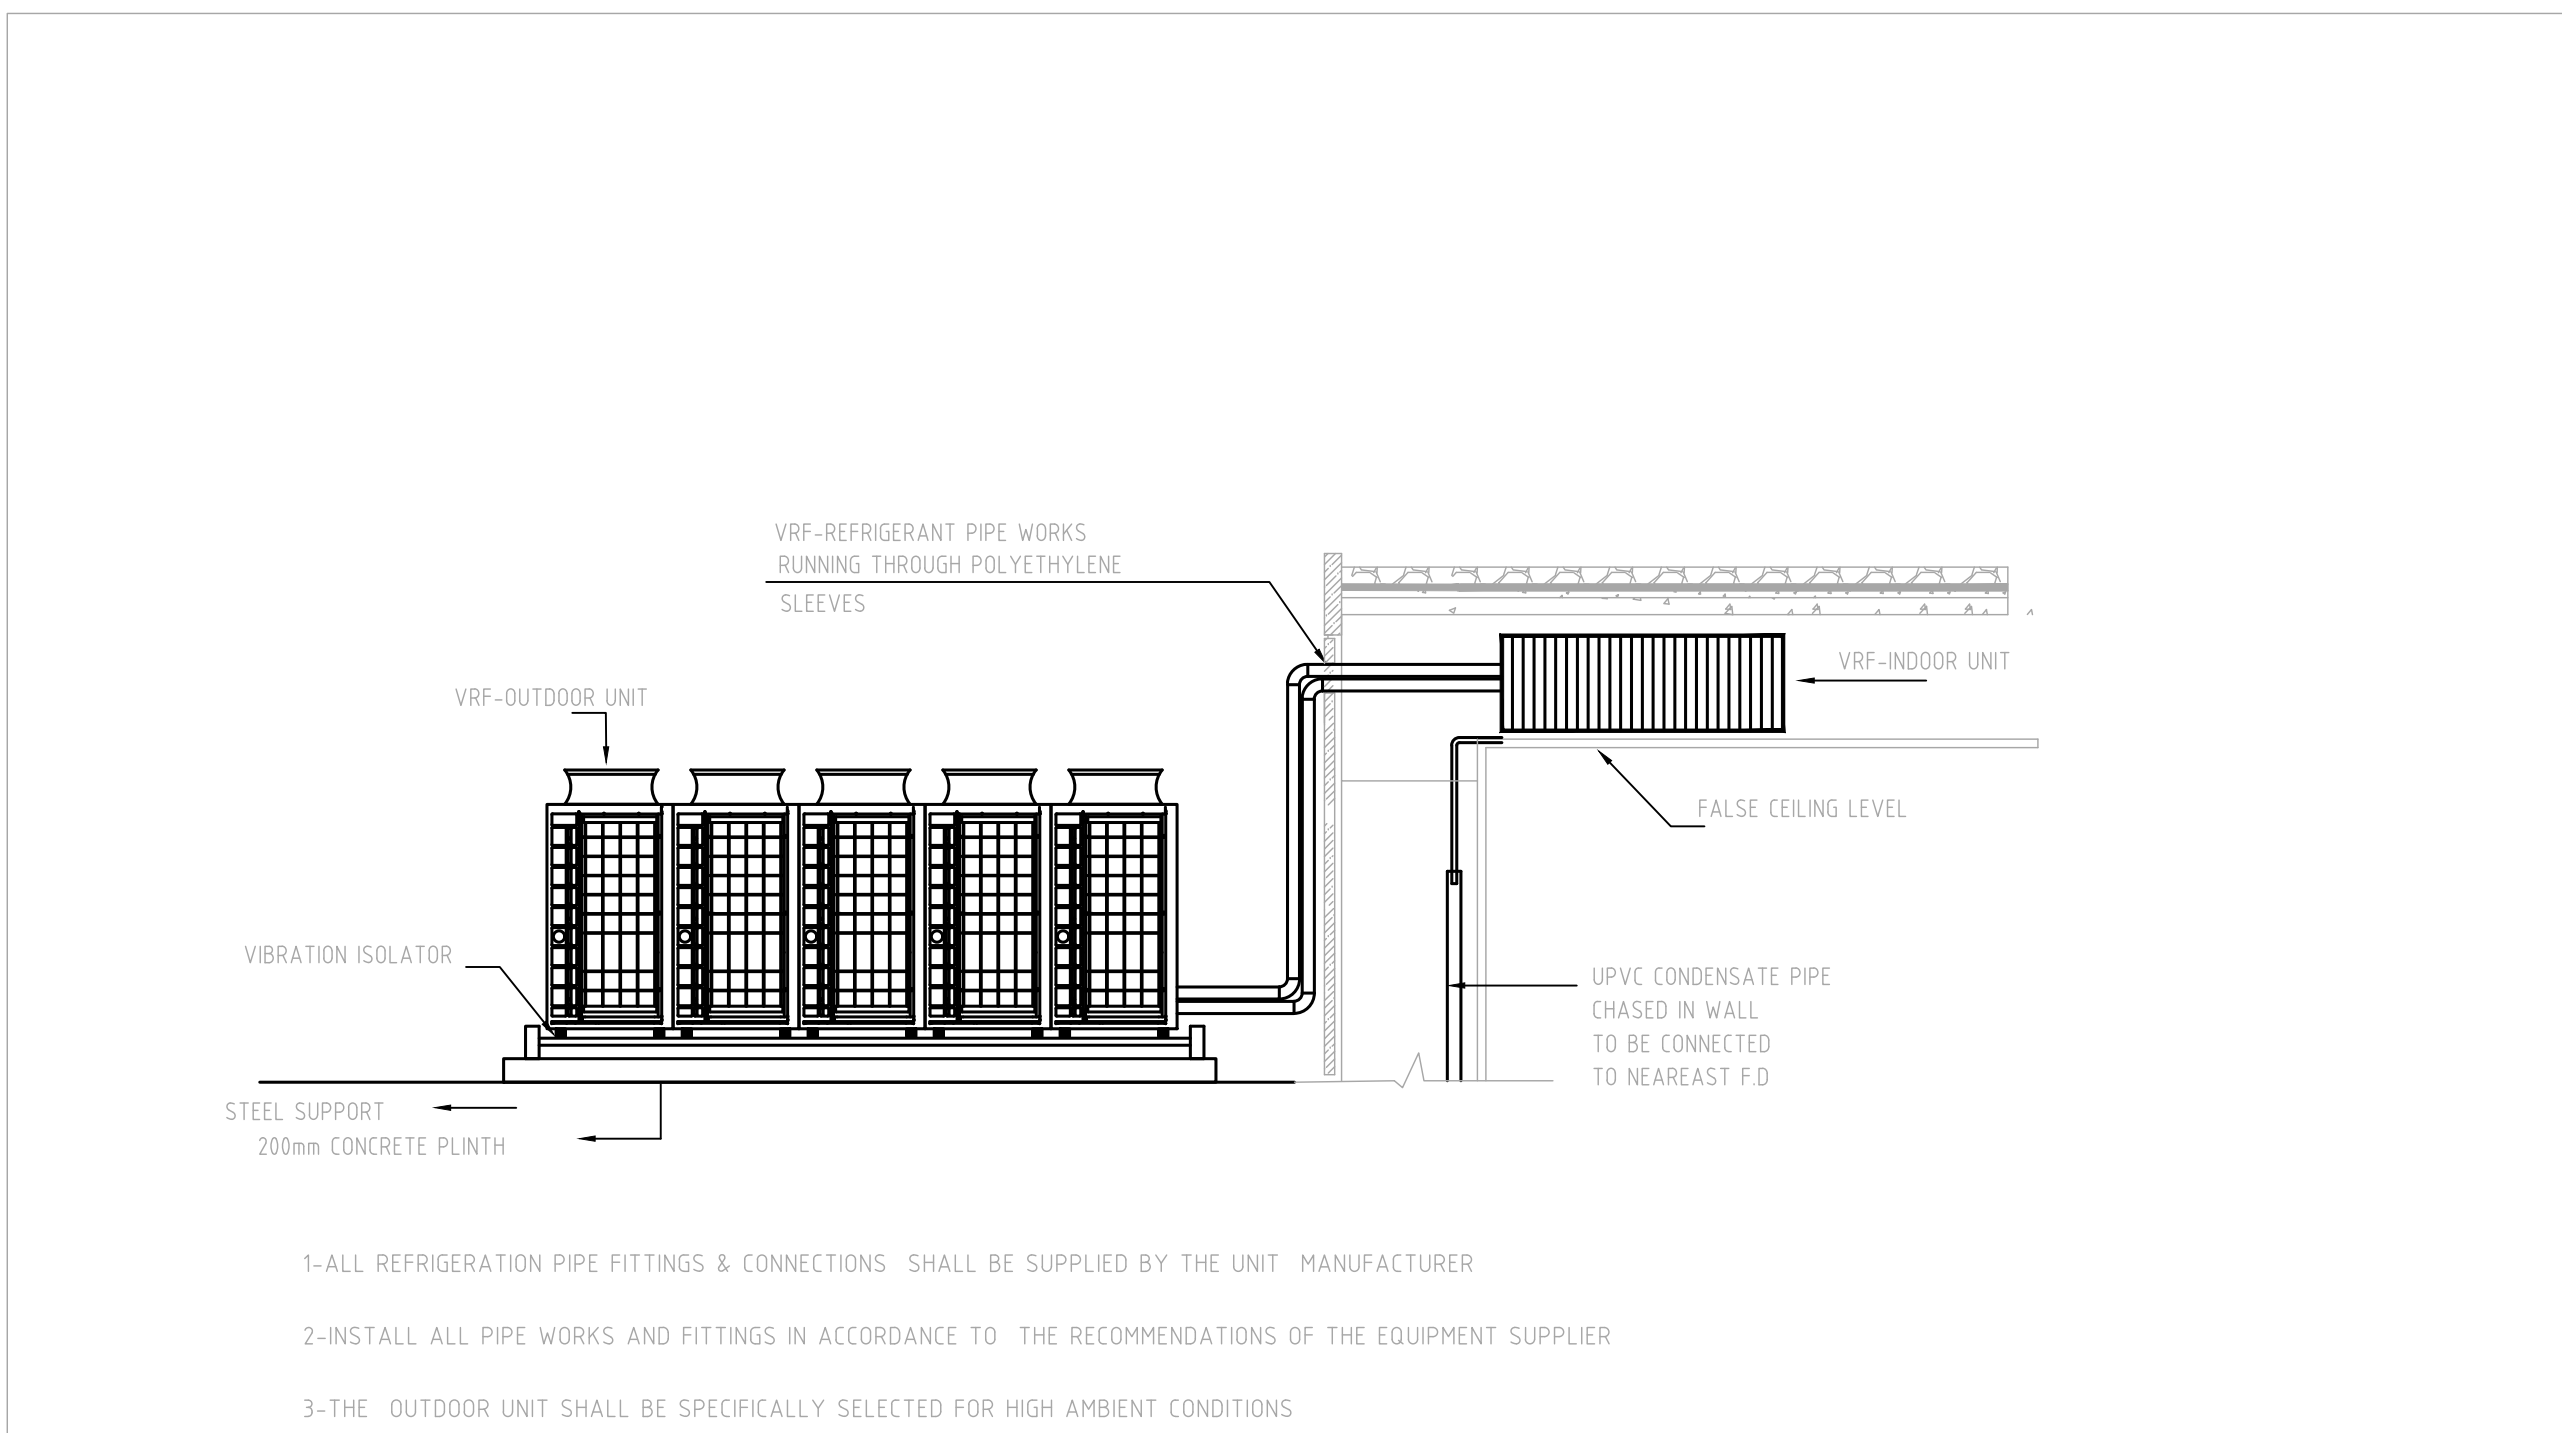 VRF-REFRIGERANT PIPE WORKS
RUNNING THROUGH POLYETHYLENE
SLEEVES
VRF-INDOOR UNIT
VRF-OUTDOOR UNIT
FALSE CEILING LEVEL
VIBRATION ISOLATOR
UPVC CONDENSATE PIPE
CHASED IN WALL
TO BE CONNECTED
TO NEAREAST F.D
STEEL SUPPORT
200mm CONCRETE PLINTH
1-ALL REFRIGERATION PIPE FITTINGS & CONNECTIONS SHALL BE SUPPLIED BY THE UNIT MANUFACTURER
2-INSTALL ALL PIPE WORKS AND FITTINGS IN ACCORDANCE TO THE RECOMMENDATIONS OF THE EQUIPMENT SUPPLIER
3-THE OUTDOOR UNIT SHALL BE SPECIFICALLY SELECTED FOR HIGH AMBIENT CONDITIONS